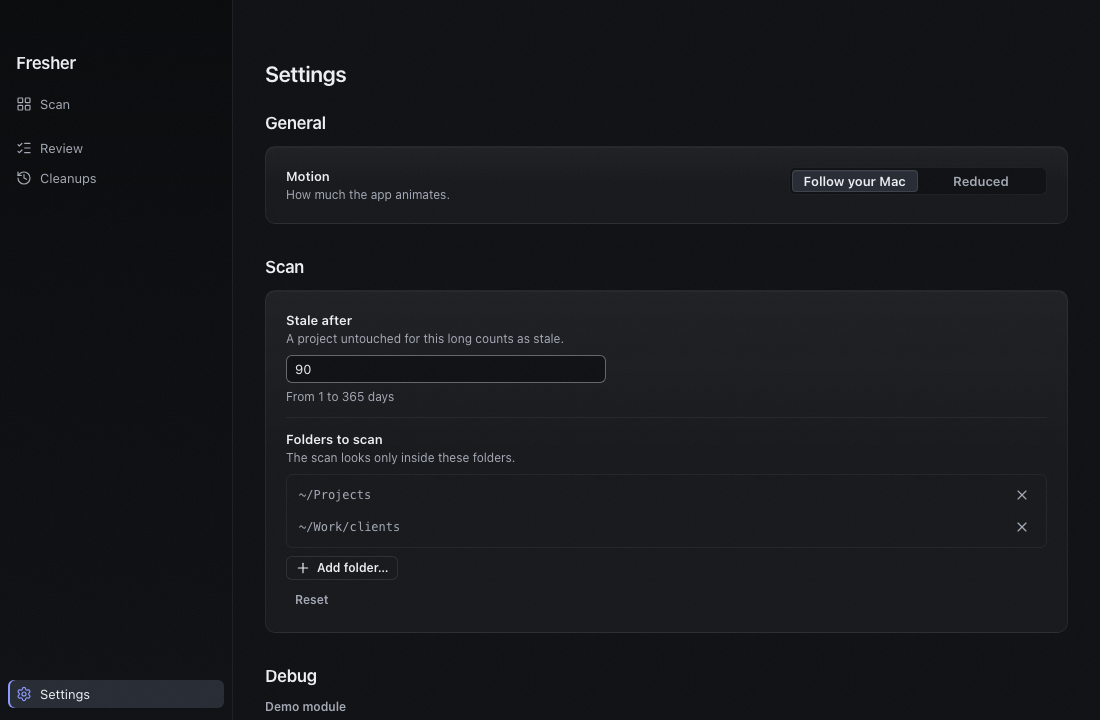 Fresher
Scan
Review
Cleanups
Settings
Settings
General
Motion
How much the app animates.
Follow your Mac
Reduced
Scan
Stale after
A project untouched for this long counts as stale.
90
From 1 to 365 days
Folders to scan
The scan looks only inside these folders.
~/Projects
~/Work/clients
Add folder...
Reset
Debug
Demo module